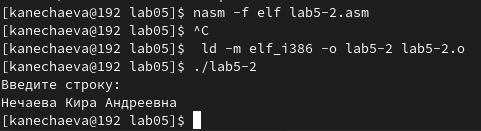 [kanechaeva@192 lab05]$ nasm -f elf lab5-2.asm
[kanechaeva@192 lab05]$ ^C
[kanechaeva@192 lab05]$  ld -m elf_i386 -o lab5-2 lab5-2.o
[kanechaeva@192 lab05]$ ./lab5-2
Введите строку:
Нечаева Кира Андреевна
[kanechaeva@192 lab05]$